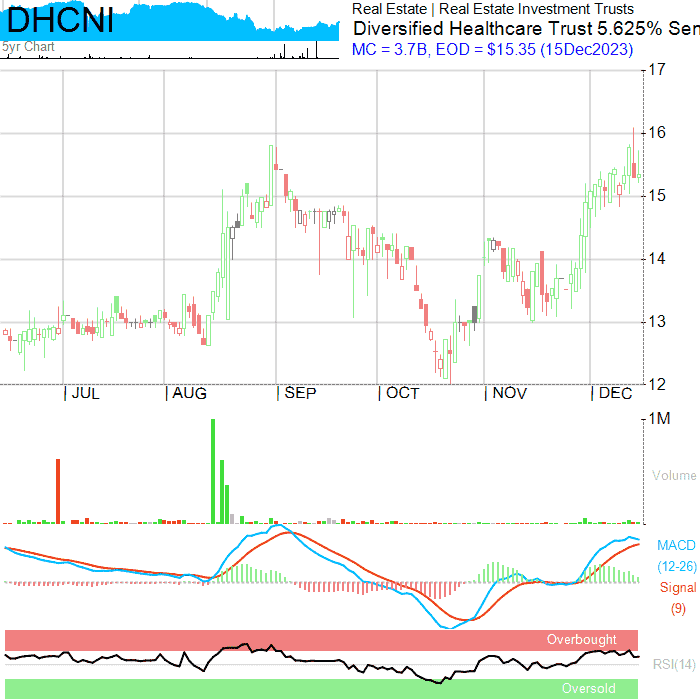 DHCNI
5yr Chart
Real Estate | Real Estate Investment Trusts
Diversified Healthcare Trust 5.625% Sen
MC = 3.7B, EOD = $15.35 (15Dec2023)
17
16
15
14
13
12
JUL
AUG
SEP
OCT
NOV
DEC
1M
Volume
MACD
(12-26)
Signal
(9)
Overbought
RSI(14)
Oversold